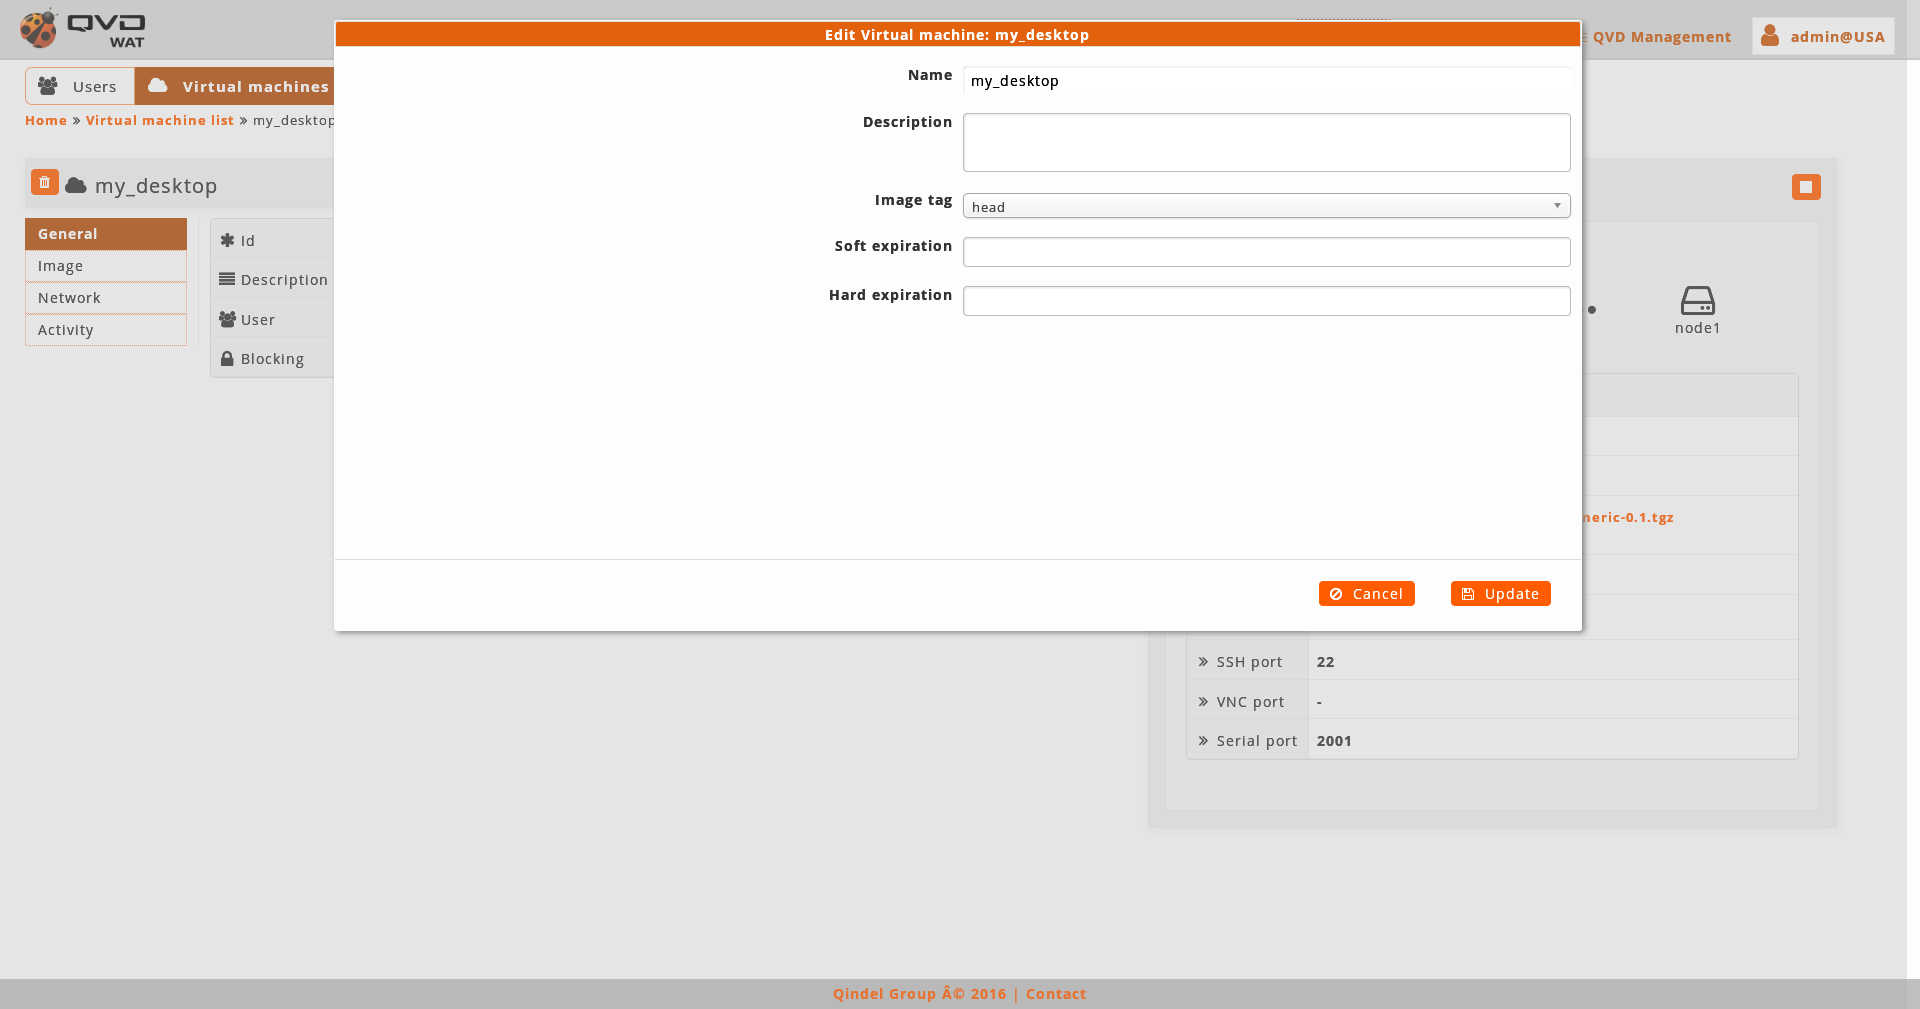 QVD
WAT
QVD Management
admin@USA
Users
Virtual machines
Home » Virtual machine list » my_desktop
my_desktop
General
Image
Network
Activity
Id
Description
User
Blocking
Edit Virtual machine: my_desktop
Name
my_desktop
Description
Image tag
head
Soft expiration
Hard expiration
Cancel
Update
node1
neric-0.1.tgz
» SSH port 22
» VNC port -
» Serial port 2001
Qindel Group Â© 2016 | Contact